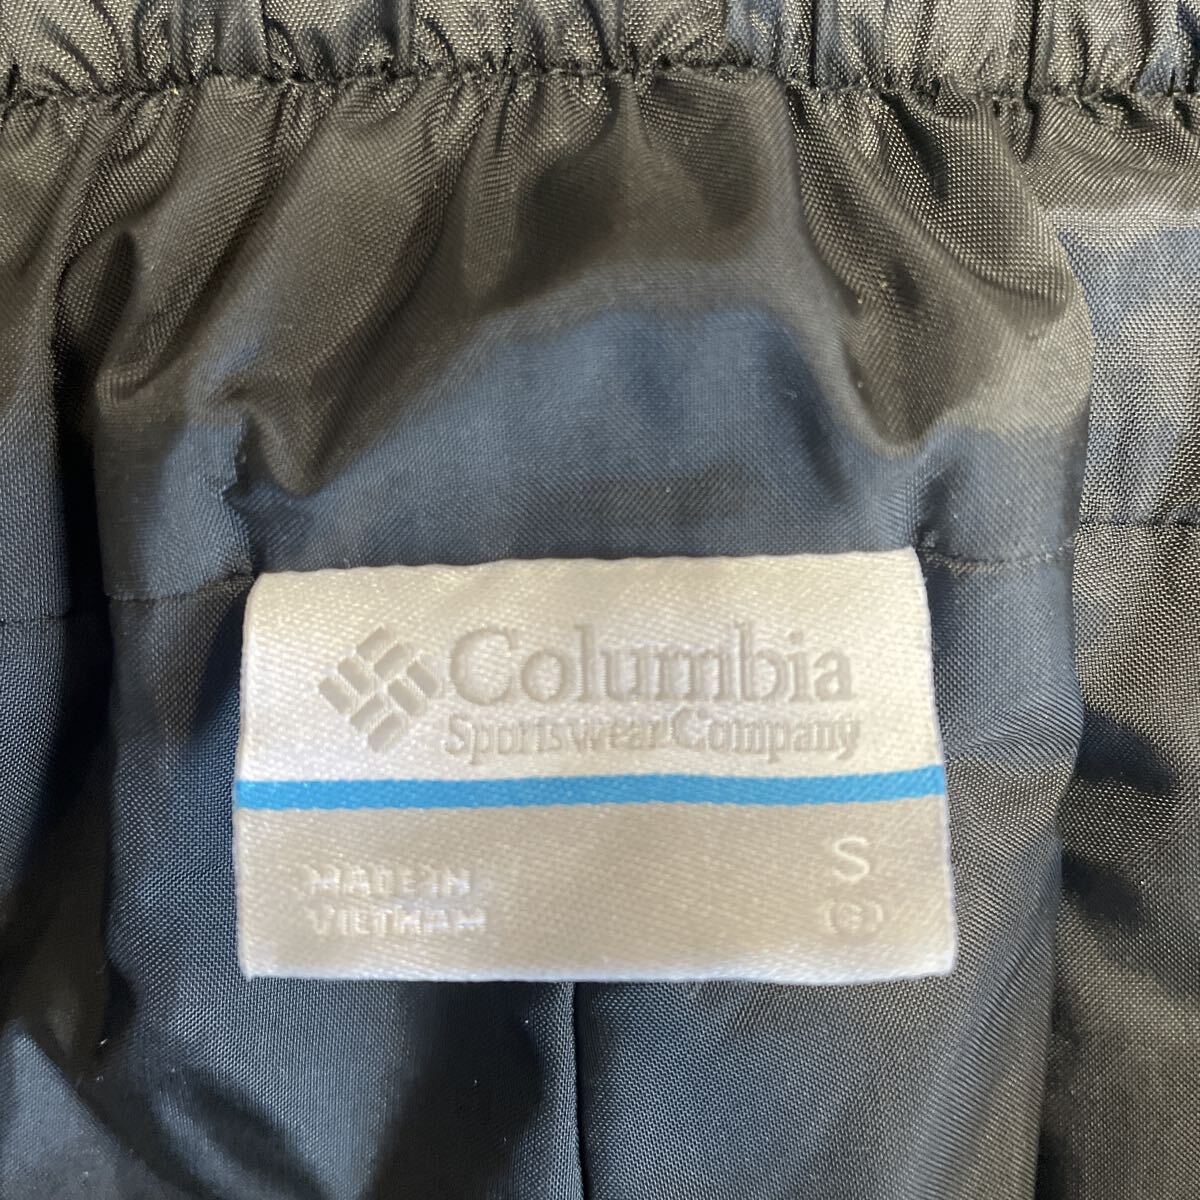 Columbia
Sportswear Company
S
MADE IN
VIETNAM